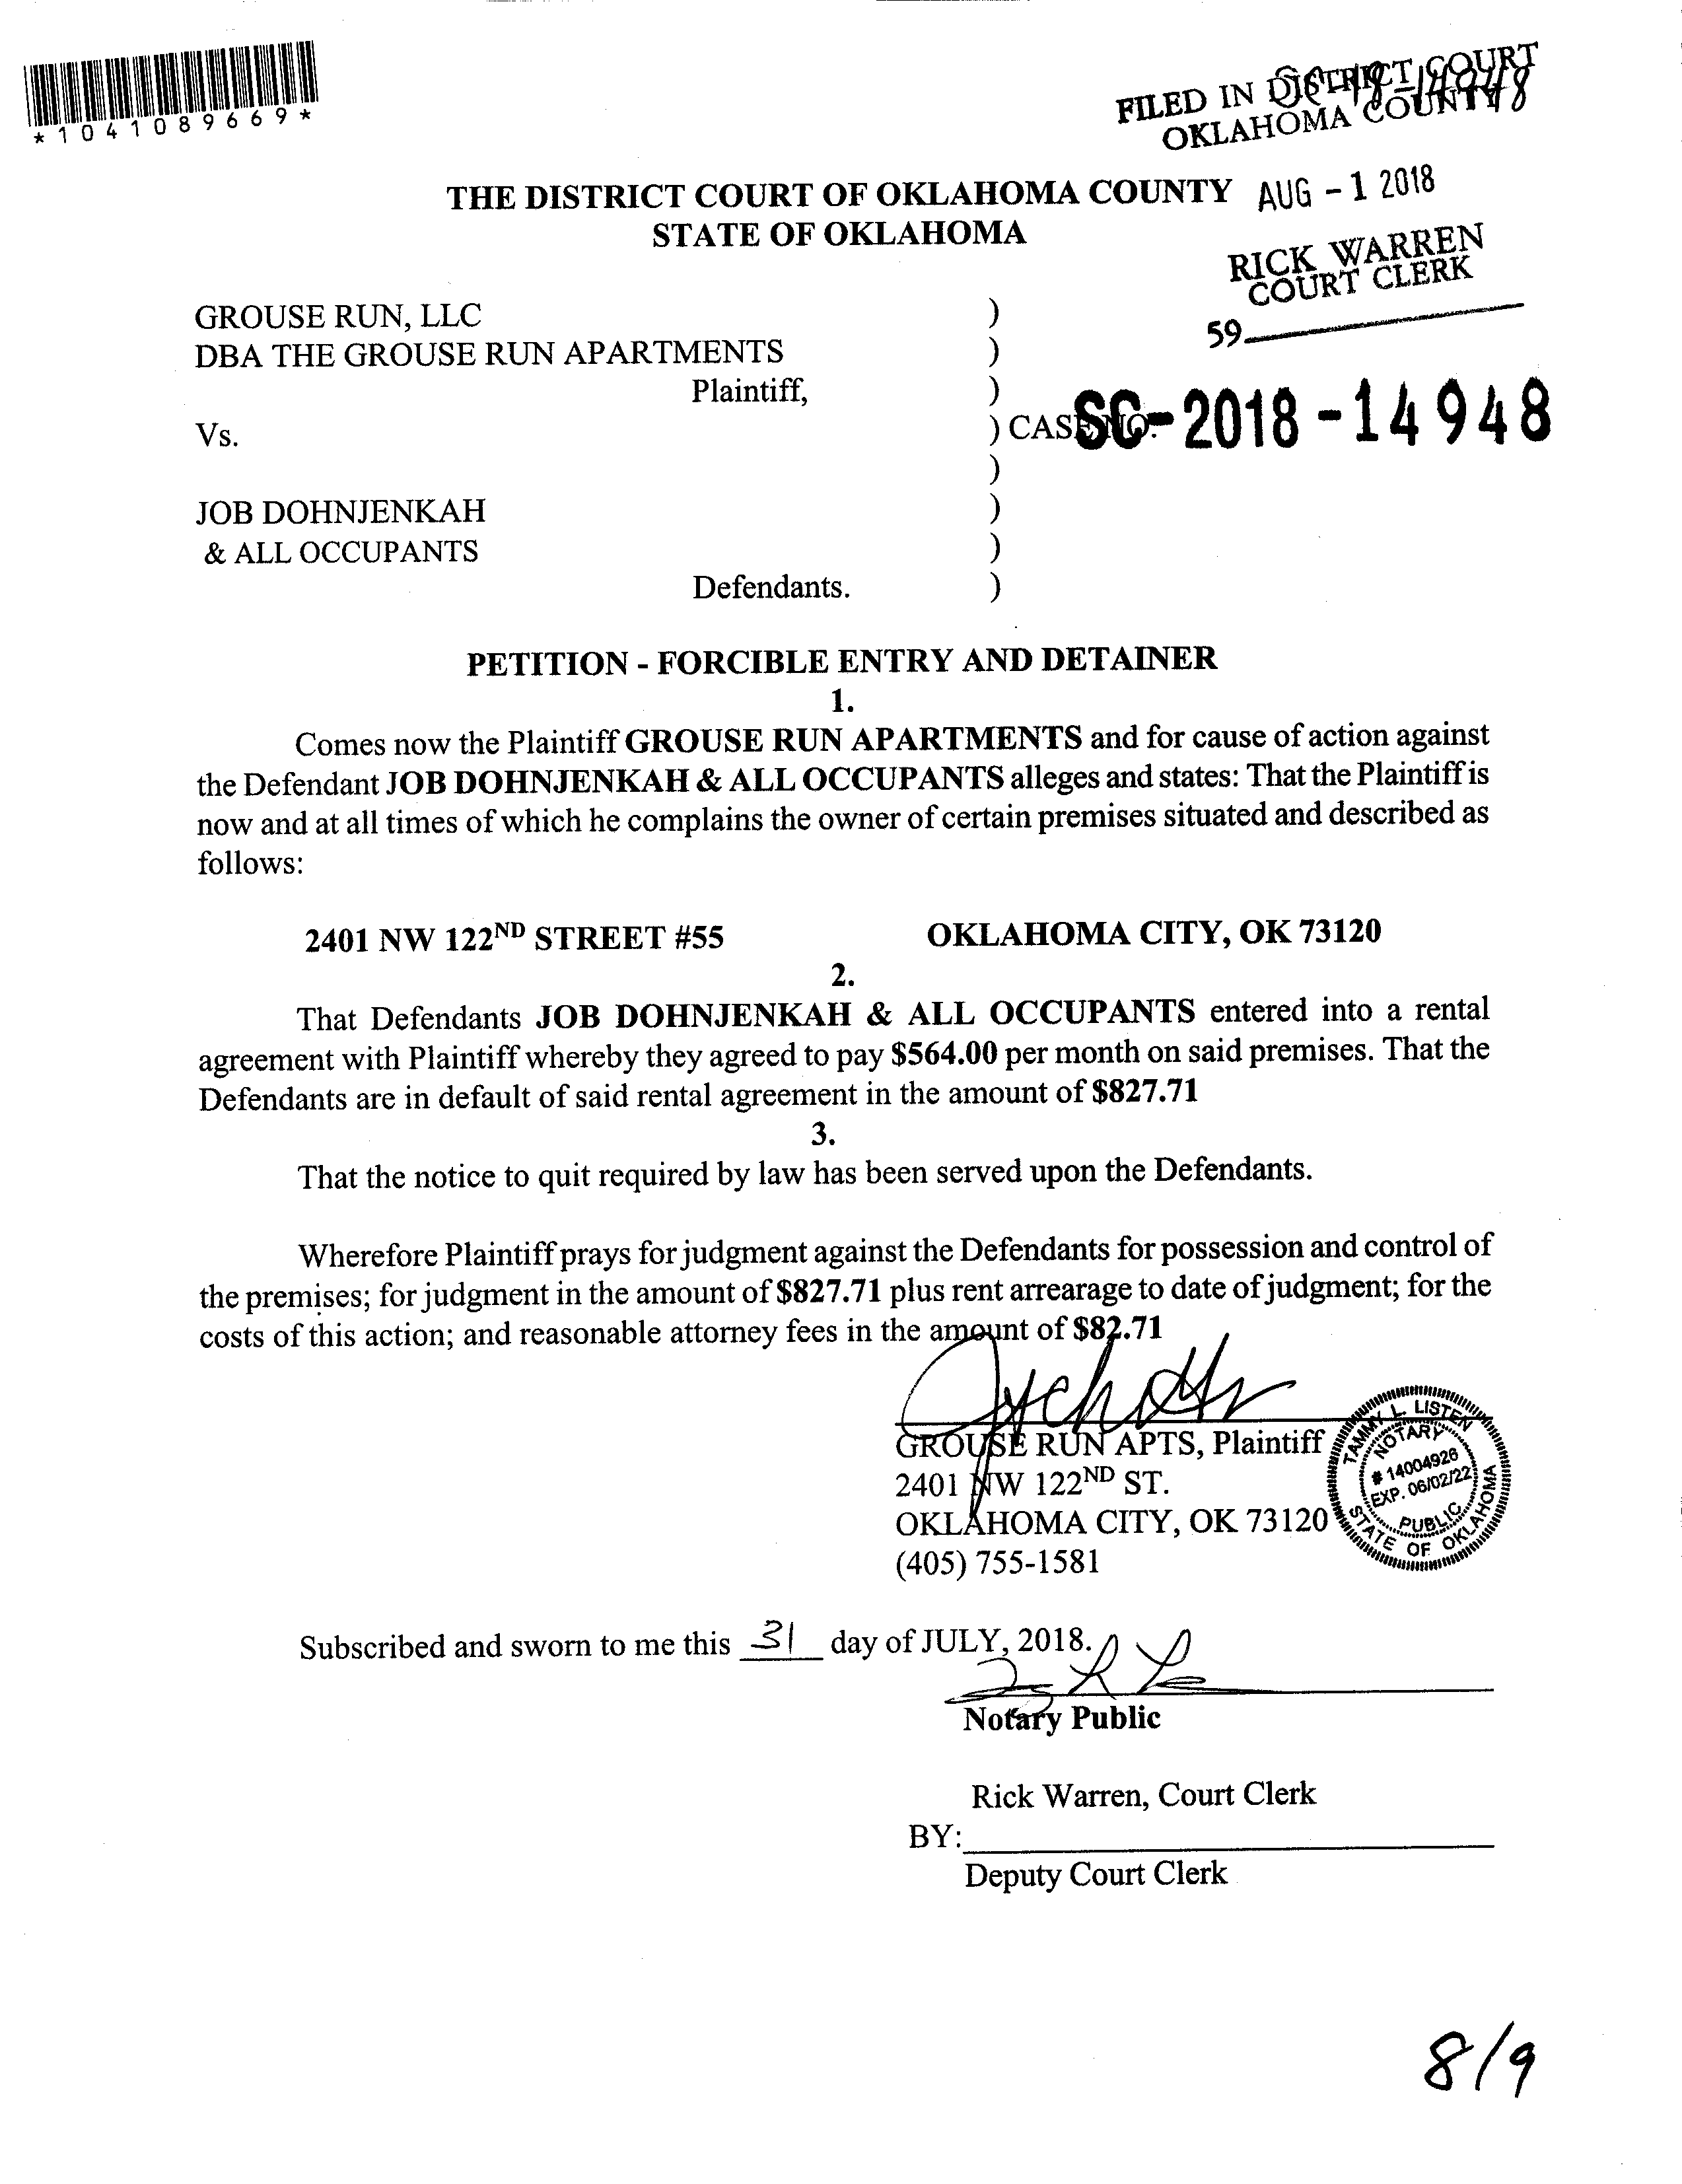 *1041089669*
SC-18-14948
FILED IN DISTRICT COURT
OKLAHOMA COUNTY
THE DISTRICT COURT OF OKLAHOMA COUNTY
AUG - 1 2018
STATE OF OKLAHOMA
RICK WARREN
COURT CLERK
59
GROUSE RUN, LLC )
DBA THE GROUSE RUN APARTMENTS )
Plaintiff, )
Vs. ) CASE NO. SC-2018-14948
)
JOB DOHNJENKAH )
& ALL OCCUPANTS )
Defendants. )
PETITION - FORCIBLE ENTRY AND DETAINER
1.
Comes now the Plaintiff GROUSE RUN APARTMENTS and for cause of action against
the Defendant JOB DOHNJENKAH & ALL OCCUPANTS alleges and states: That the Plaintiff is
now and at all times of which he complains the owner of certain premises situated and described as
follows:
2401 NW 122ND STREET #55 OKLAHOMA CITY, OK 73120
2.
That Defendants JOB DOHNJENKAH & ALL OCCUPANTS entered into a rental
agreement with Plaintiff whereby they agreed to pay $564.00 per month on said premises. That the
Defendants are in default of said rental agreement in the amount of $827.71
3.
That the notice to quit required by law has been served upon the Defendants.
Wherefore Plaintiff prays for judgment against the Defendants for possession and control of
the premises; for judgment in the amount of $827.71 plus rent arrearage to date of judgment; for the
costs of this action; and reasonable attorney fees in the amount of $82.71
GROUSE RUN APTS, Plaintiff
2401 NW 122ND ST.
OKLAHOMA CITY, OK 73120
(405) 755-1581
TAMMY L. LISTEN
NOTARY
# 14004926
EXP. 06/02/22
PUBLIC
STATE OF OKLAHOMA
Subscribed and sworn to me this 31 day of JULY, 2018.
Notary Public
Rick Warren, Court Clerk
BY:
Deputy Court Clerk
8/9